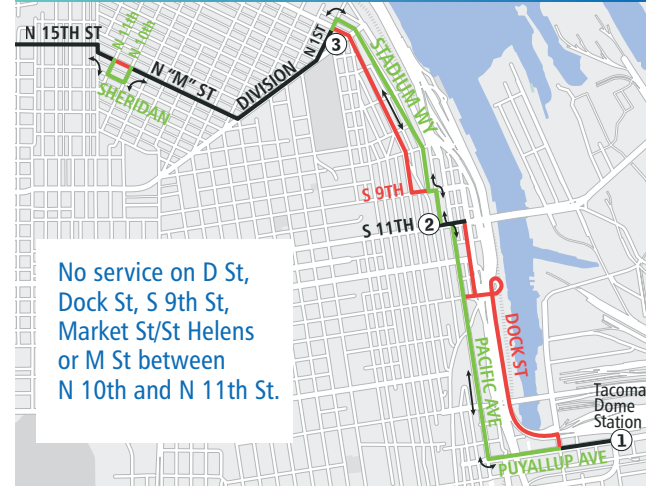 N 15TH ST
N 11th
N 10th
SHERIDAN
N "M" ST
DIVISION
N 1ST
3
STADIUM WY
S 9TH
S 11TH 2
No service on D St,
Dock St, S 9th St,
Market St/St Helens
or M St between
N 10th and N 11th St.
DOCK ST
PACIFIC AVE
Tacoma
Dome
Station
1
PUYALLUP AVE